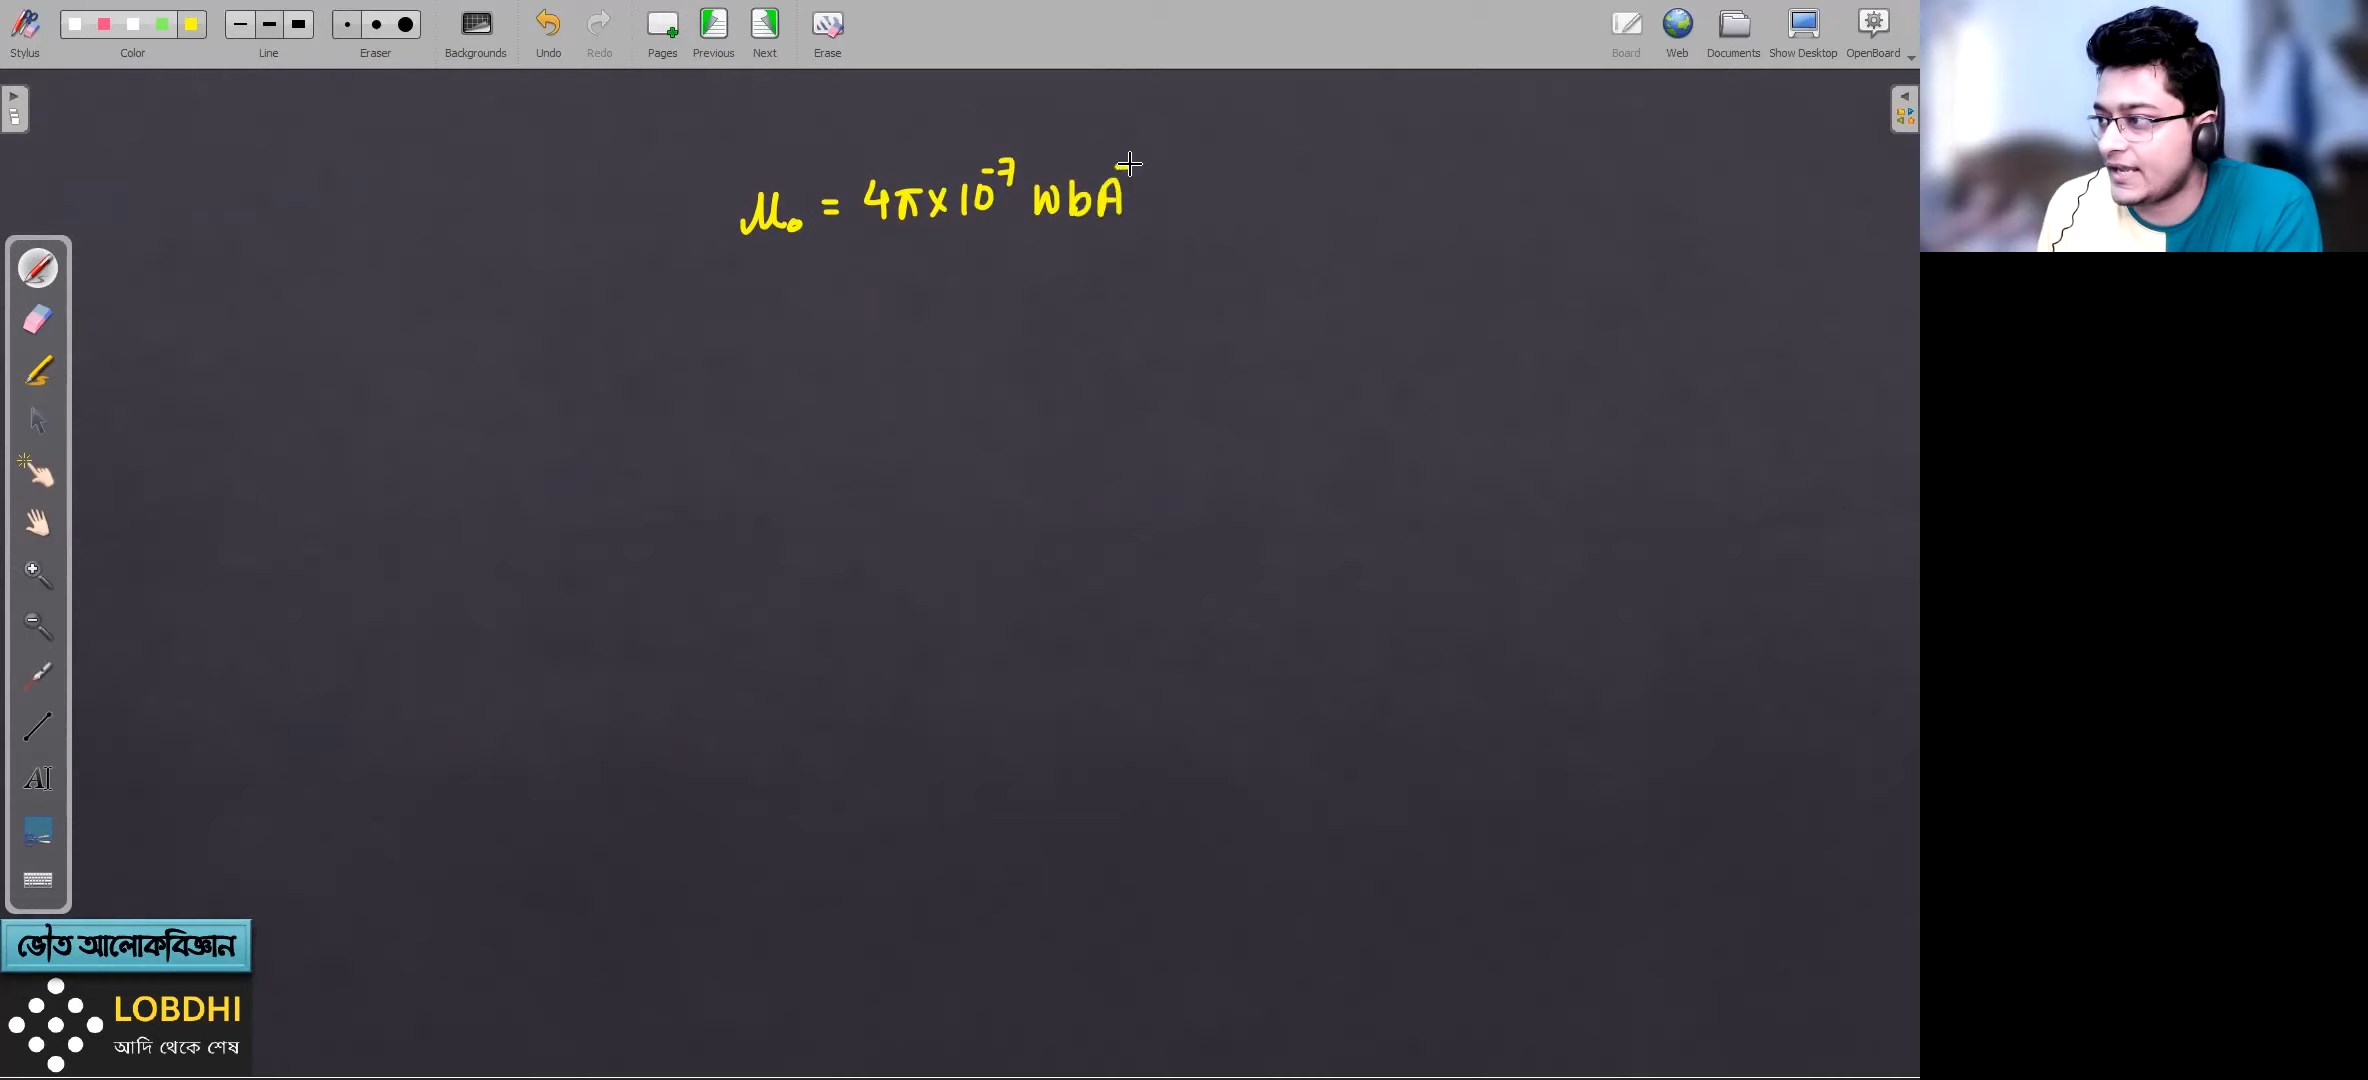 Stylus
Color
Line
Eraser
Backgrounds
Undo
Redo
Pages
Previous
Next
Erase
Board
Web
Documents
Show Desktop
OpenBoard
μ₀ = 4π×10⁻⁷ WbA⁻
AI
ভৌত আলোকবিজ্ঞান
LOBDHI
আদি থেকে শেষ